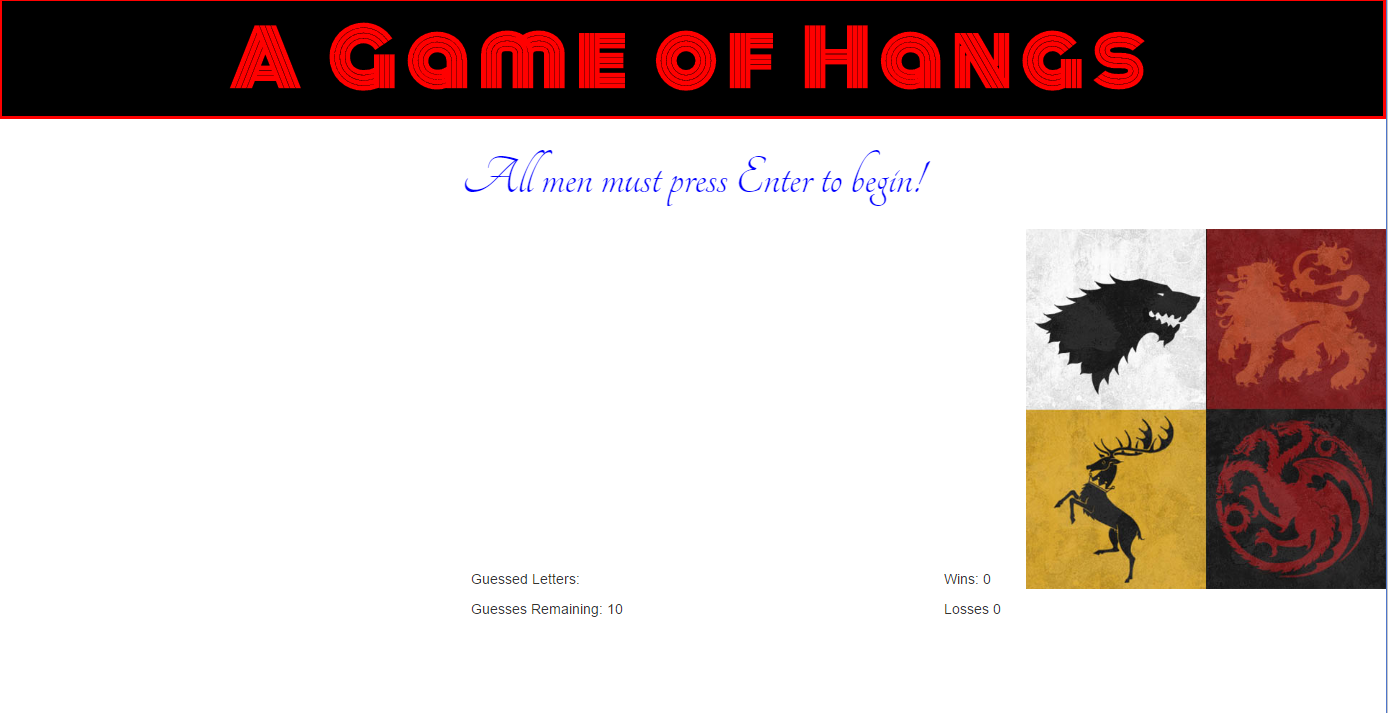 A Game of Hangs
All men must press Enter to begin!
Guessed Letters:
Wins: 0
Guesses Remaining: 10
Losses 0